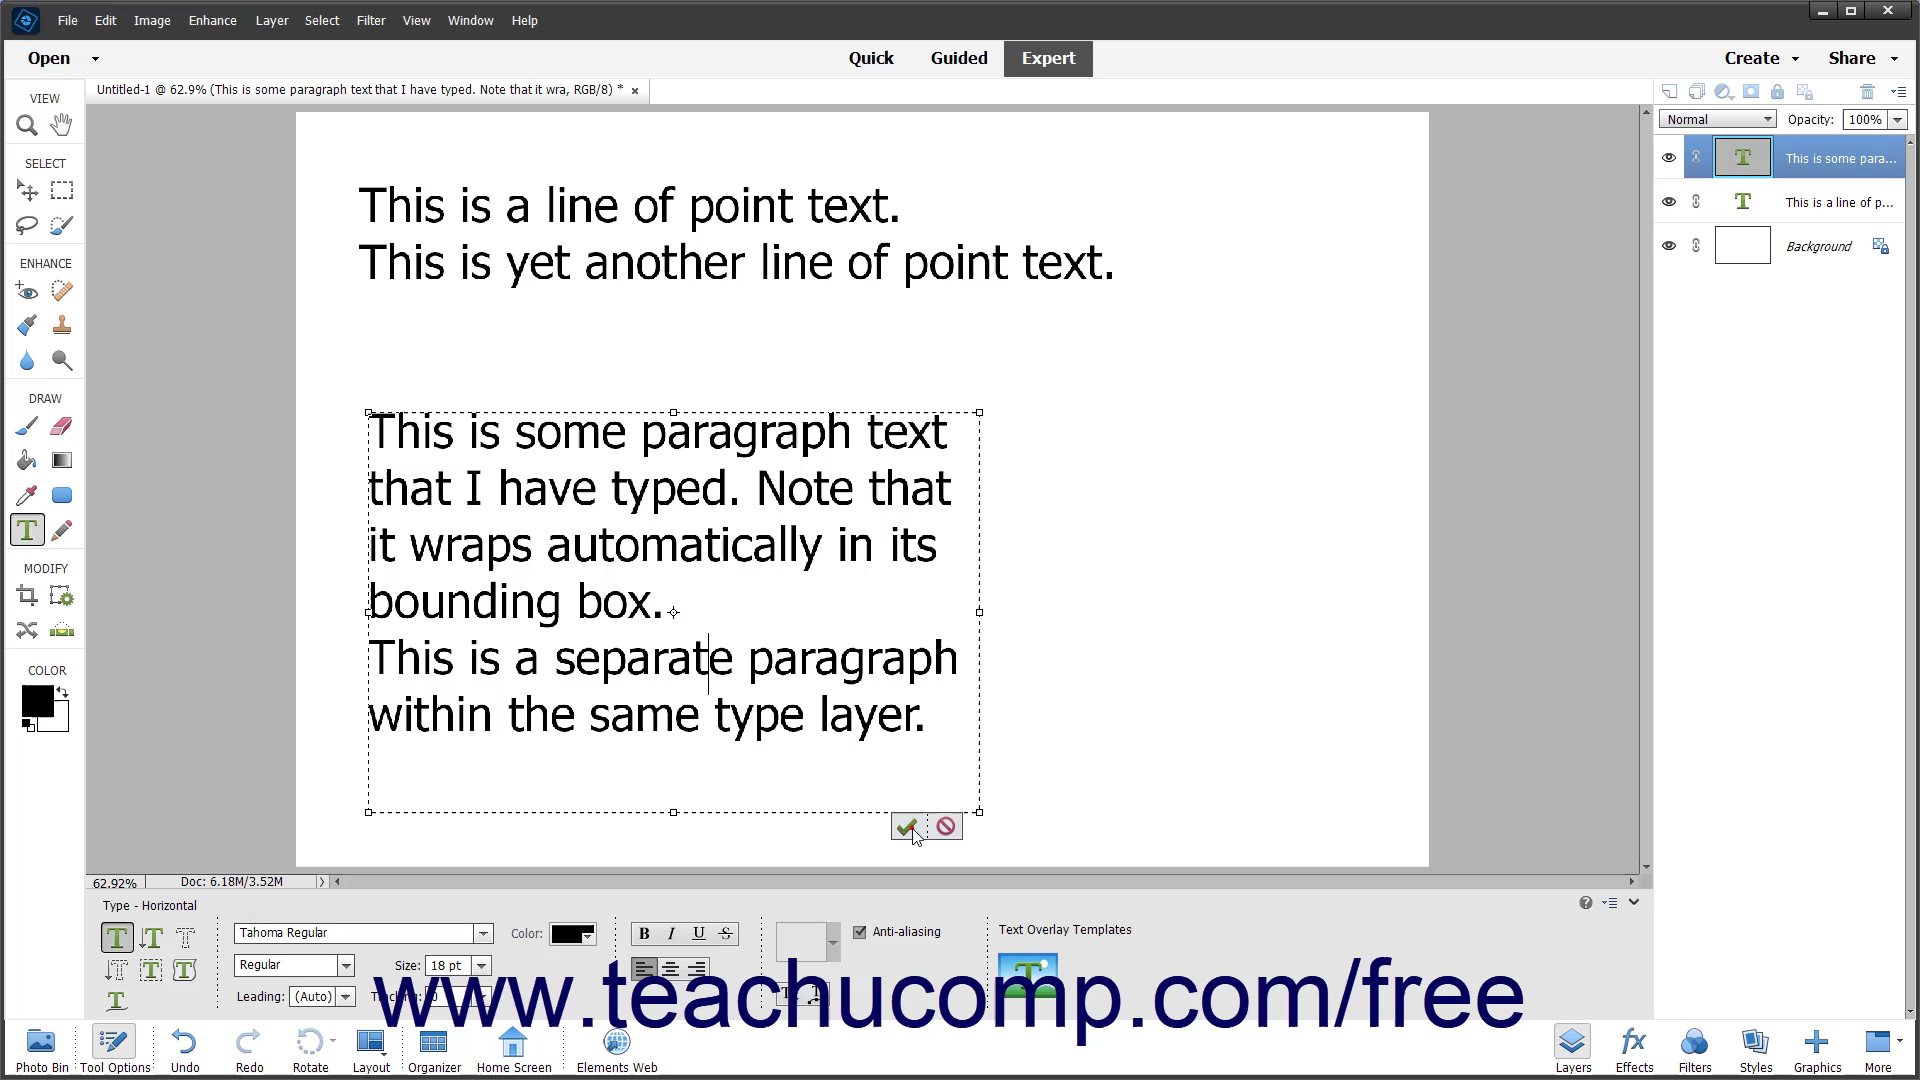 File Edit Image Enhance Layer Select Filter View Window Help
Open Quick Guided Expert Create Share
Untitled-1 @ 62.9% (This is some paragraph text that I have typed. Note that it wra, RGB/8) * ×
VIEW
SELECT
ENHANCE
DRAW
MODIFY
COLOR
This is a line of point text.
This is yet another line of point text.
This is some paragraph text
that I have typed. Note that
it wraps automatically in its
bounding box.
This is a separate paragraph
within the same type layer.
Normal Opacity: 100%
This is some para...
This is a line of p...
Background
62.92% Doc: 6.18M/3.52M
Type - Horizontal
Tahoma Regular Color: B I U S Anti-aliasing Text Overlay Templates
Regular Size: 18 pt
Leading: (Auto)
www.teachucomp.com/free
Photo Bin Tool Options Undo Redo Rotate Layout Organizer Home Screen Elements Web Layers Effects Filters Styles Graphics More